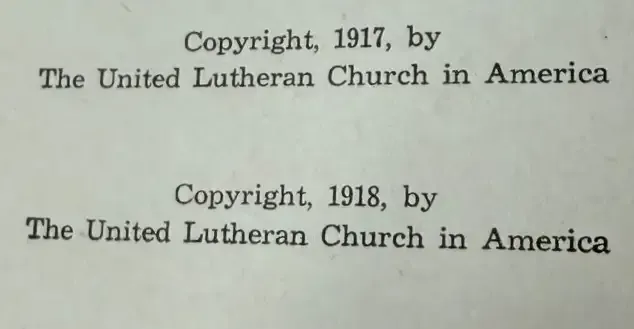 Copyright, 1917, by
The United Lutheran Church in America
Copyright, 1918, by
The United Lutheran Church in America